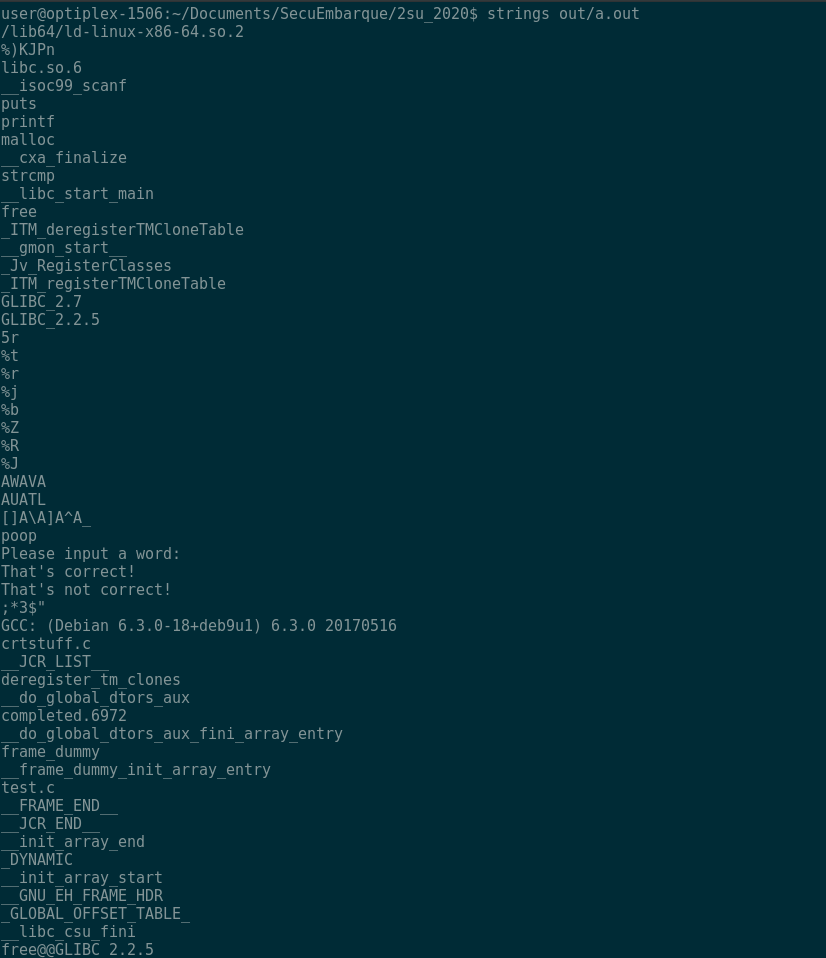 user@optiplex-1506:~/Documents/SecuEmbarque/2su_2020$ strings out/a.out
/lib64/ld-linux-x86-64.so.2
%)KJPn
libc.so.6
__isoc99_scanf
puts
printf
malloc
__cxa_finalize
strcmp
__libc_start_main
free
_ITM_deregisterTMCloneTable
__gmon_start__
_Jv_RegisterClasses
_ITM_registerTMCloneTable
GLIBC_2.7
GLIBC_2.2.5
5r
%t
%r
%j
%b
%Z
%R
%J
AWAVA
AUATL
[]A\A]A^A_
poop
Please input a word:
That's correct!
That's not correct!
;*3$"
GCC: (Debian 6.3.0-18+deb9u1) 6.3.0 20170516
crtstuff.c
__JCR_LIST__
deregister_tm_clones
__do_global_dtors_aux
completed.6972
__do_global_dtors_aux_fini_array_entry
frame_dummy
__frame_dummy_init_array_entry
test.c
__FRAME_END__
__JCR_END__
__init_array_end
_DYNAMIC
__init_array_start
__GNU_EH_FRAME_HDR
_GLOBAL_OFFSET_TABLE_
__libc_csu_fini
free@@GLIBC_2.2.5